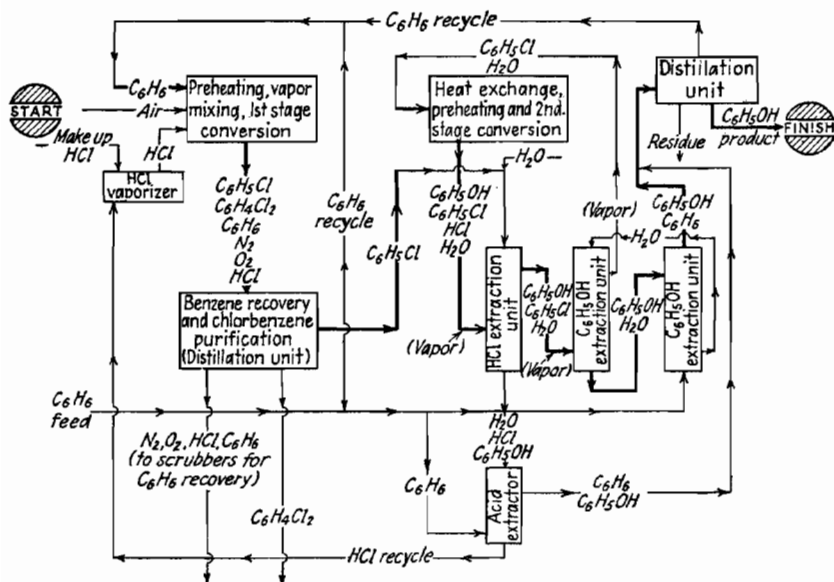 C6H6 recycle
START
C6H6
Air
Make up
HCl
HCl
HCl
vaporizer
Preheating, vapor
mixing, 1st stage
conversion
C6H5Cl
C6H4Cl2
C6H6
N2
O2
HCl
Benzene recovery
and chlorbenzene
purification
(Distillation unit)
C6H6
recycle
C6H5Cl
C6H5Cl
H2O
Heat exchange,
preheating and 2nd.
stage conversion
H2O
C6H5OH
C6H5Cl
HCl
H2O
(Vapor)
HCl extraction
unit
C6H5OH
C6H5Cl
H2O
(Vapor)
C6H5OH
extraction unit
(Vapor)
H2O
C6H5OH
H2O
C6H5OH
extraction unit
C6H5OH
C6H6
Distillation
unit
Residue
C6H5OH
product
FINISH
C6H6
feed
N2,O2,HCl,C6H6
(to scrubbers for
C6H6 recovery)
C6H4Cl2
C6H6
H2O
HCl
C6H5OH
Acid
extractor
C6H6
C6H5OH
HCl recycle